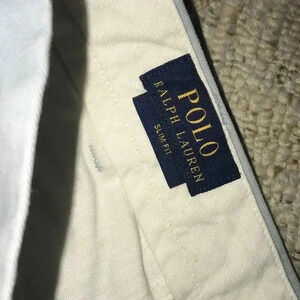 POLO
RALPH LAUREN
SLIM FIT